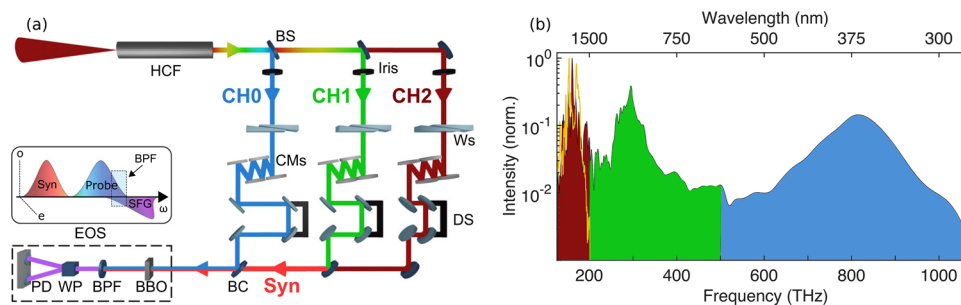 (a)
HCF
BS
Iris
CH0
CH1
CH2
Ws
CMs
DS
o
BPF
Syn
Probe
SFG
ω
e
EOS
PD
WP
BPF
BBO
BC
Syn
(b)
Wavelength (nm)
1500
750
500
375
300
Intensity (norm.)
10^0
10^-1
10^-2
200
400
600
800
1000
Frequency (THz)